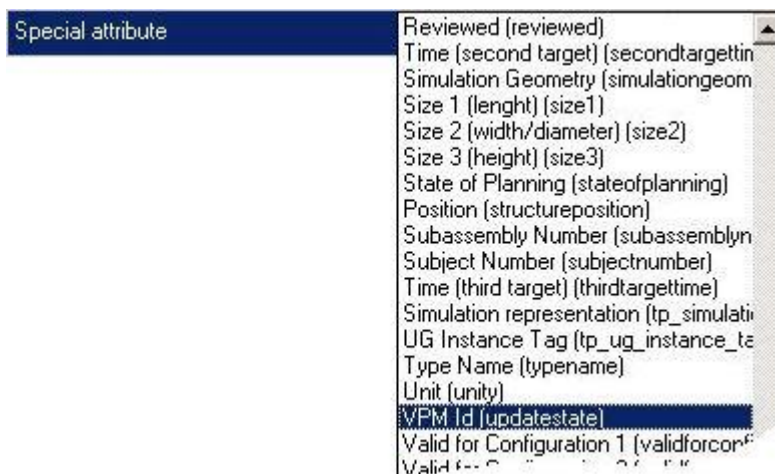 Special attribute
Reviewed (reviewed)
Time (second target) (secondtargettim
Simulation Geometry (simulationgeom
Size 1 (lenght) (size1)
Size 2 (width/diameter) (size2)
Size 3 (height) (size3)
State of Planning (stateofplanning)
Position (structureposition)
Subassembly Number (subassemblyn
Subject Number (subjectnumber)
Time (third target) (thirdtargettime)
Simulation representation (tp_simulati
UG Instance Tag (tp_ug_instance_ta
Type Name (typename)
Unit (unity)
VPM Id (updatestate)
Valid for Configuration 1 (validforconfi